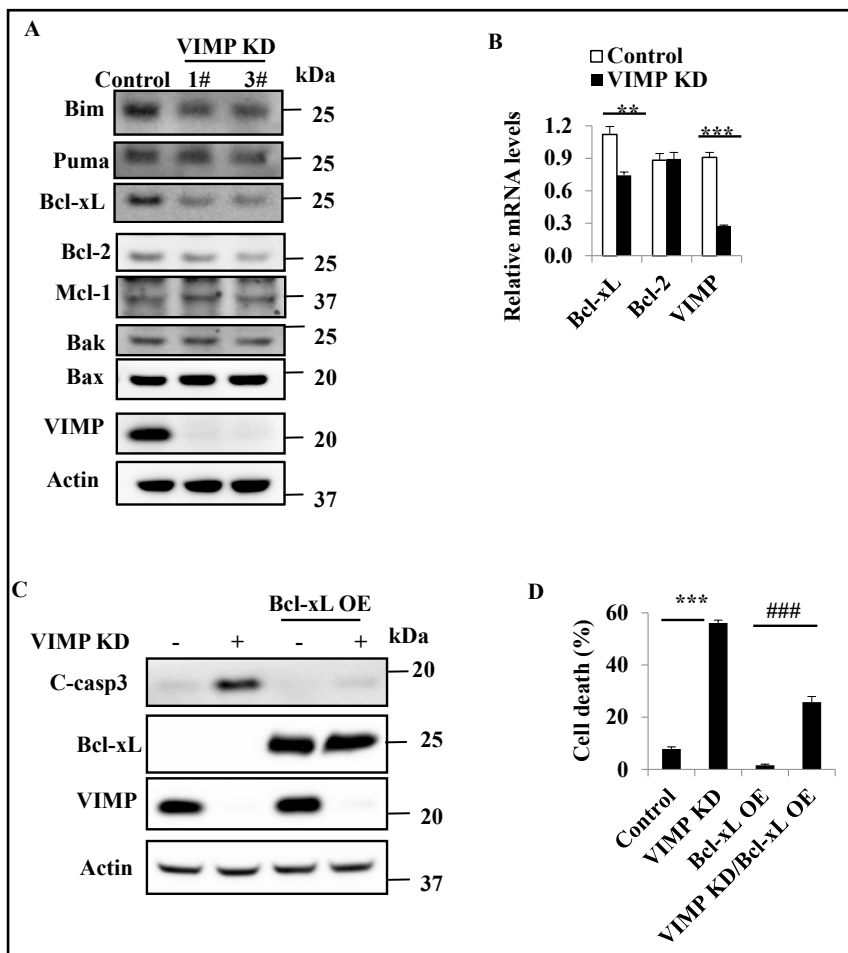 A
VIMP KD
Control 1# 3# kDa
Bim 25
Puma 25
Bcl-xL 25
Bcl-2 25
Mcl-1 37
Bak 25
Bax 20
VIMP 20
Actin 37
B
Control
VIMP KD
Relative mRNA levels
** ***
1.2
0.9
0.6
0.3
0.0
Bcl-xL Bcl-2 VIMP
C
Bcl-xL OE
VIMP KD - + - + kDa
C-casp3 20
Bcl-xL 25
VIMP 20
Actin 37
D
Cell death (%)
*** ###
60
40
20
0
Control VIMP KD Bcl-xL OE VIMP KD/Bcl-xL OE